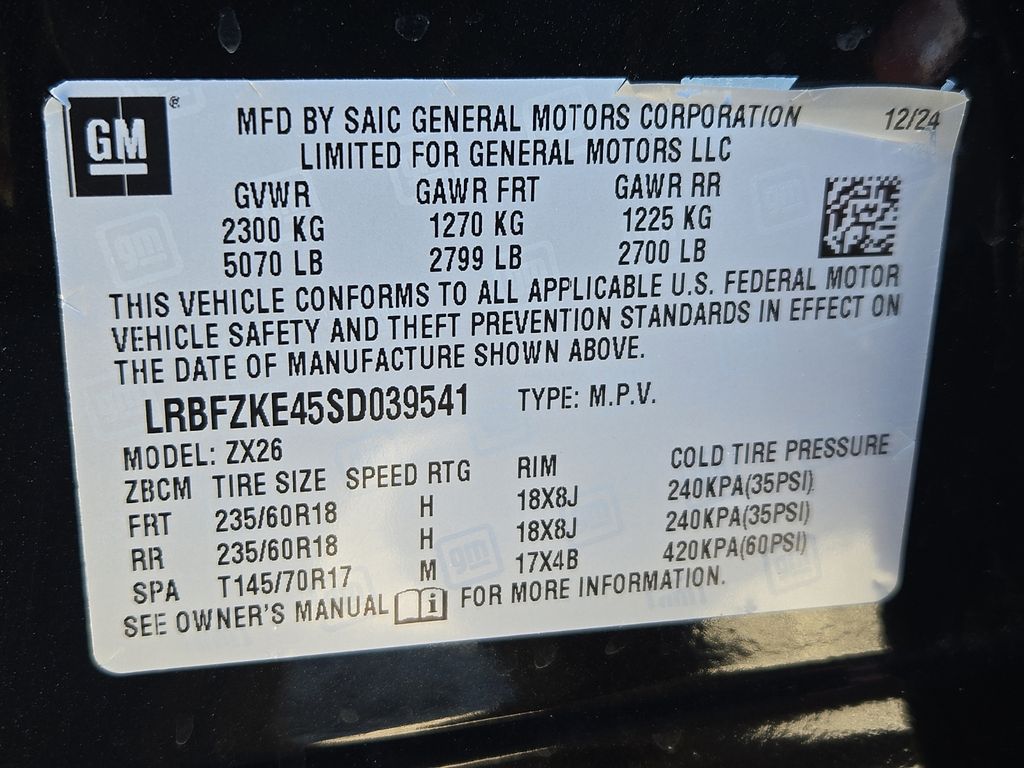 GM ®
MFD BY SAIC GENERAL MOTORS CORPORATION 12/24
LIMITED FOR GENERAL MOTORS LLC
GVWR GAWR FRT GAWR RR
2300 KG 1270 KG 1225 KG
5070 LB 2799 LB 2700 LB
THIS VEHICLE CONFORMS TO ALL APPLICABLE U.S. FEDERAL MOTOR
VEHICLE SAFETY AND THEFT PREVENTION STANDARDS IN EFFECT ON
THE DATE OF MANUFACTURE SHOWN ABOVE.
LRBFZKE45SD039541 TYPE: M.P.V.
MODEL: ZX26
ZBCM TIRE SIZE SPEED RTG RIM COLD TIRE PRESSURE
FRT 235/60R18 H 18X8J 240KPA(35PSI)
RR 235/60R18 H 18X8J 240KPA(35PSI)
SPA T145/70R17 M 17X4B 420KPA(60PSI)
SEE OWNER'S MANUAL i FOR MORE INFORMATION.